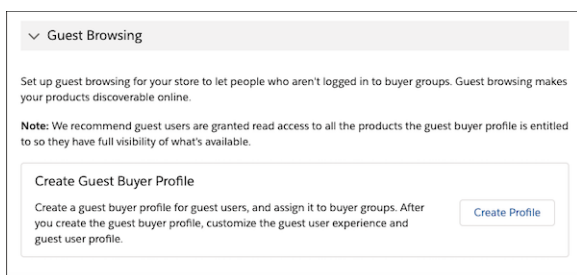 Guest Browsing
Set up guest browsing for your store to let people who aren't logged in to buyer groups. Guest browsing makes
your products discoverable online.
Note: We recommend guest users are granted read access to all the products the guest buyer profile is entitled
to so they have full visibility of what's available.
Create Guest Buyer Profile
Create a guest buyer profile for guest users, and assign it to buyer groups. After
you create the guest buyer profile, customize the guest user experience and
guest user profile.
Create Profile